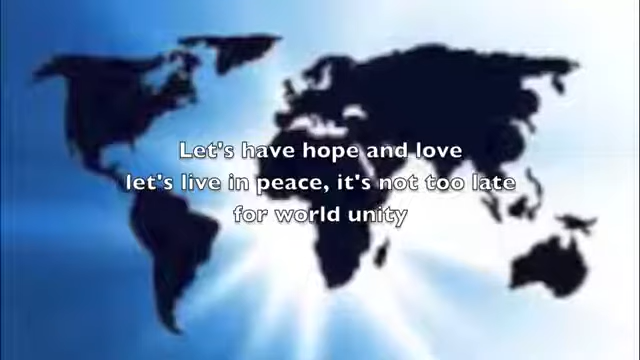 Let's have hope and love
let's live in peace, it's not too late
for world unity